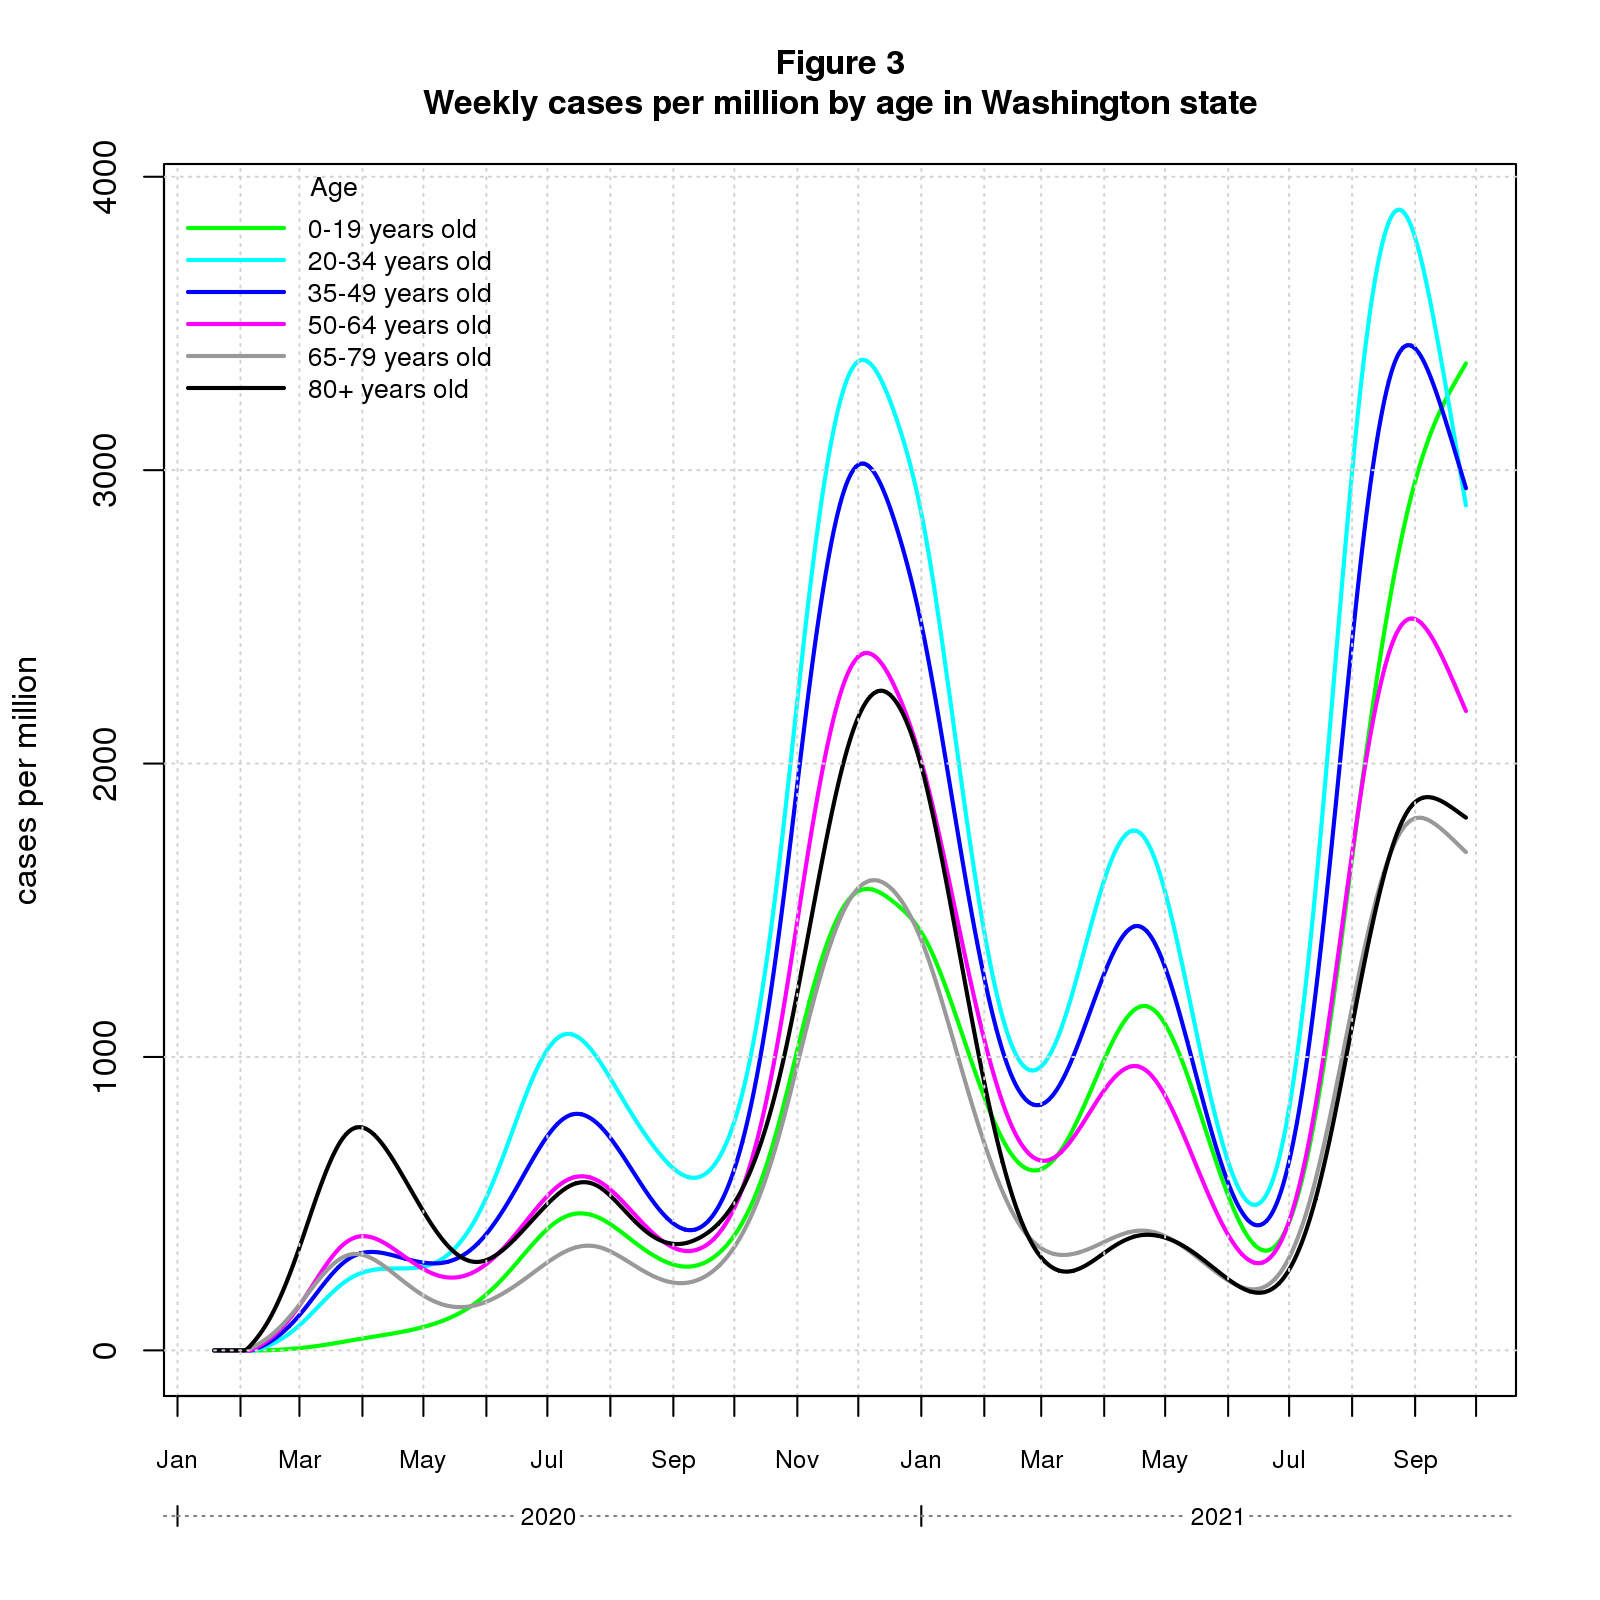 Figure 3
Weekly cases per million by age in Washington state
cases per million
4000
3000
2000
1000
0
Age
0-19 years old
20-34 years old
35-49 years old
50-64 years old
65-79 years old
80+ years old
Jan Mar May Jul Sep Nov Jan Mar May Jul Sep
2020 2021